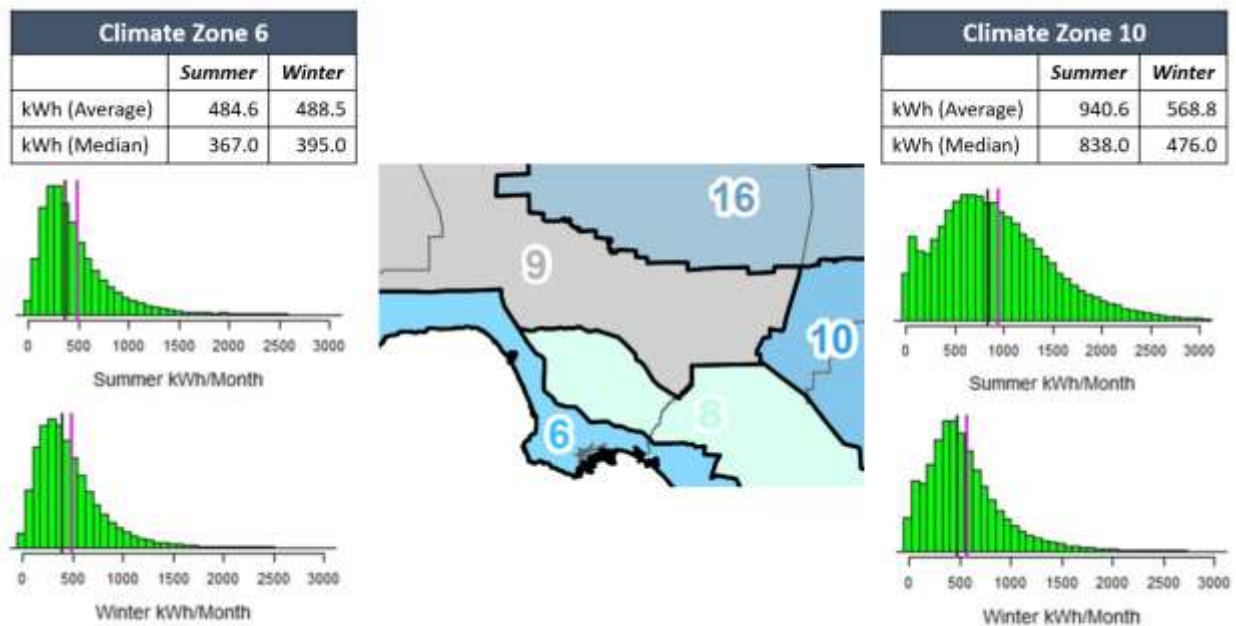 Climate Zone 6
Summer Winter
kWh (Average) 484.6 488.5
kWh (Median) 367.0 395.0
0 500 1000 1500 2000 2500 3000
Summer kWh/Month
0 500 1000 1500 2000 2500 3000
Winter kWh/Month
16
9
10
8
6
Climate Zone 10
Summer Winter
kWh (Average) 940.6 568.8
kWh (Median) 838.0 476.0
0 500 1000 1500 2000 2500 3000
Summer kWh/Month
0 500 1000 1500 2000 2500 3000
Winter kWh/Month